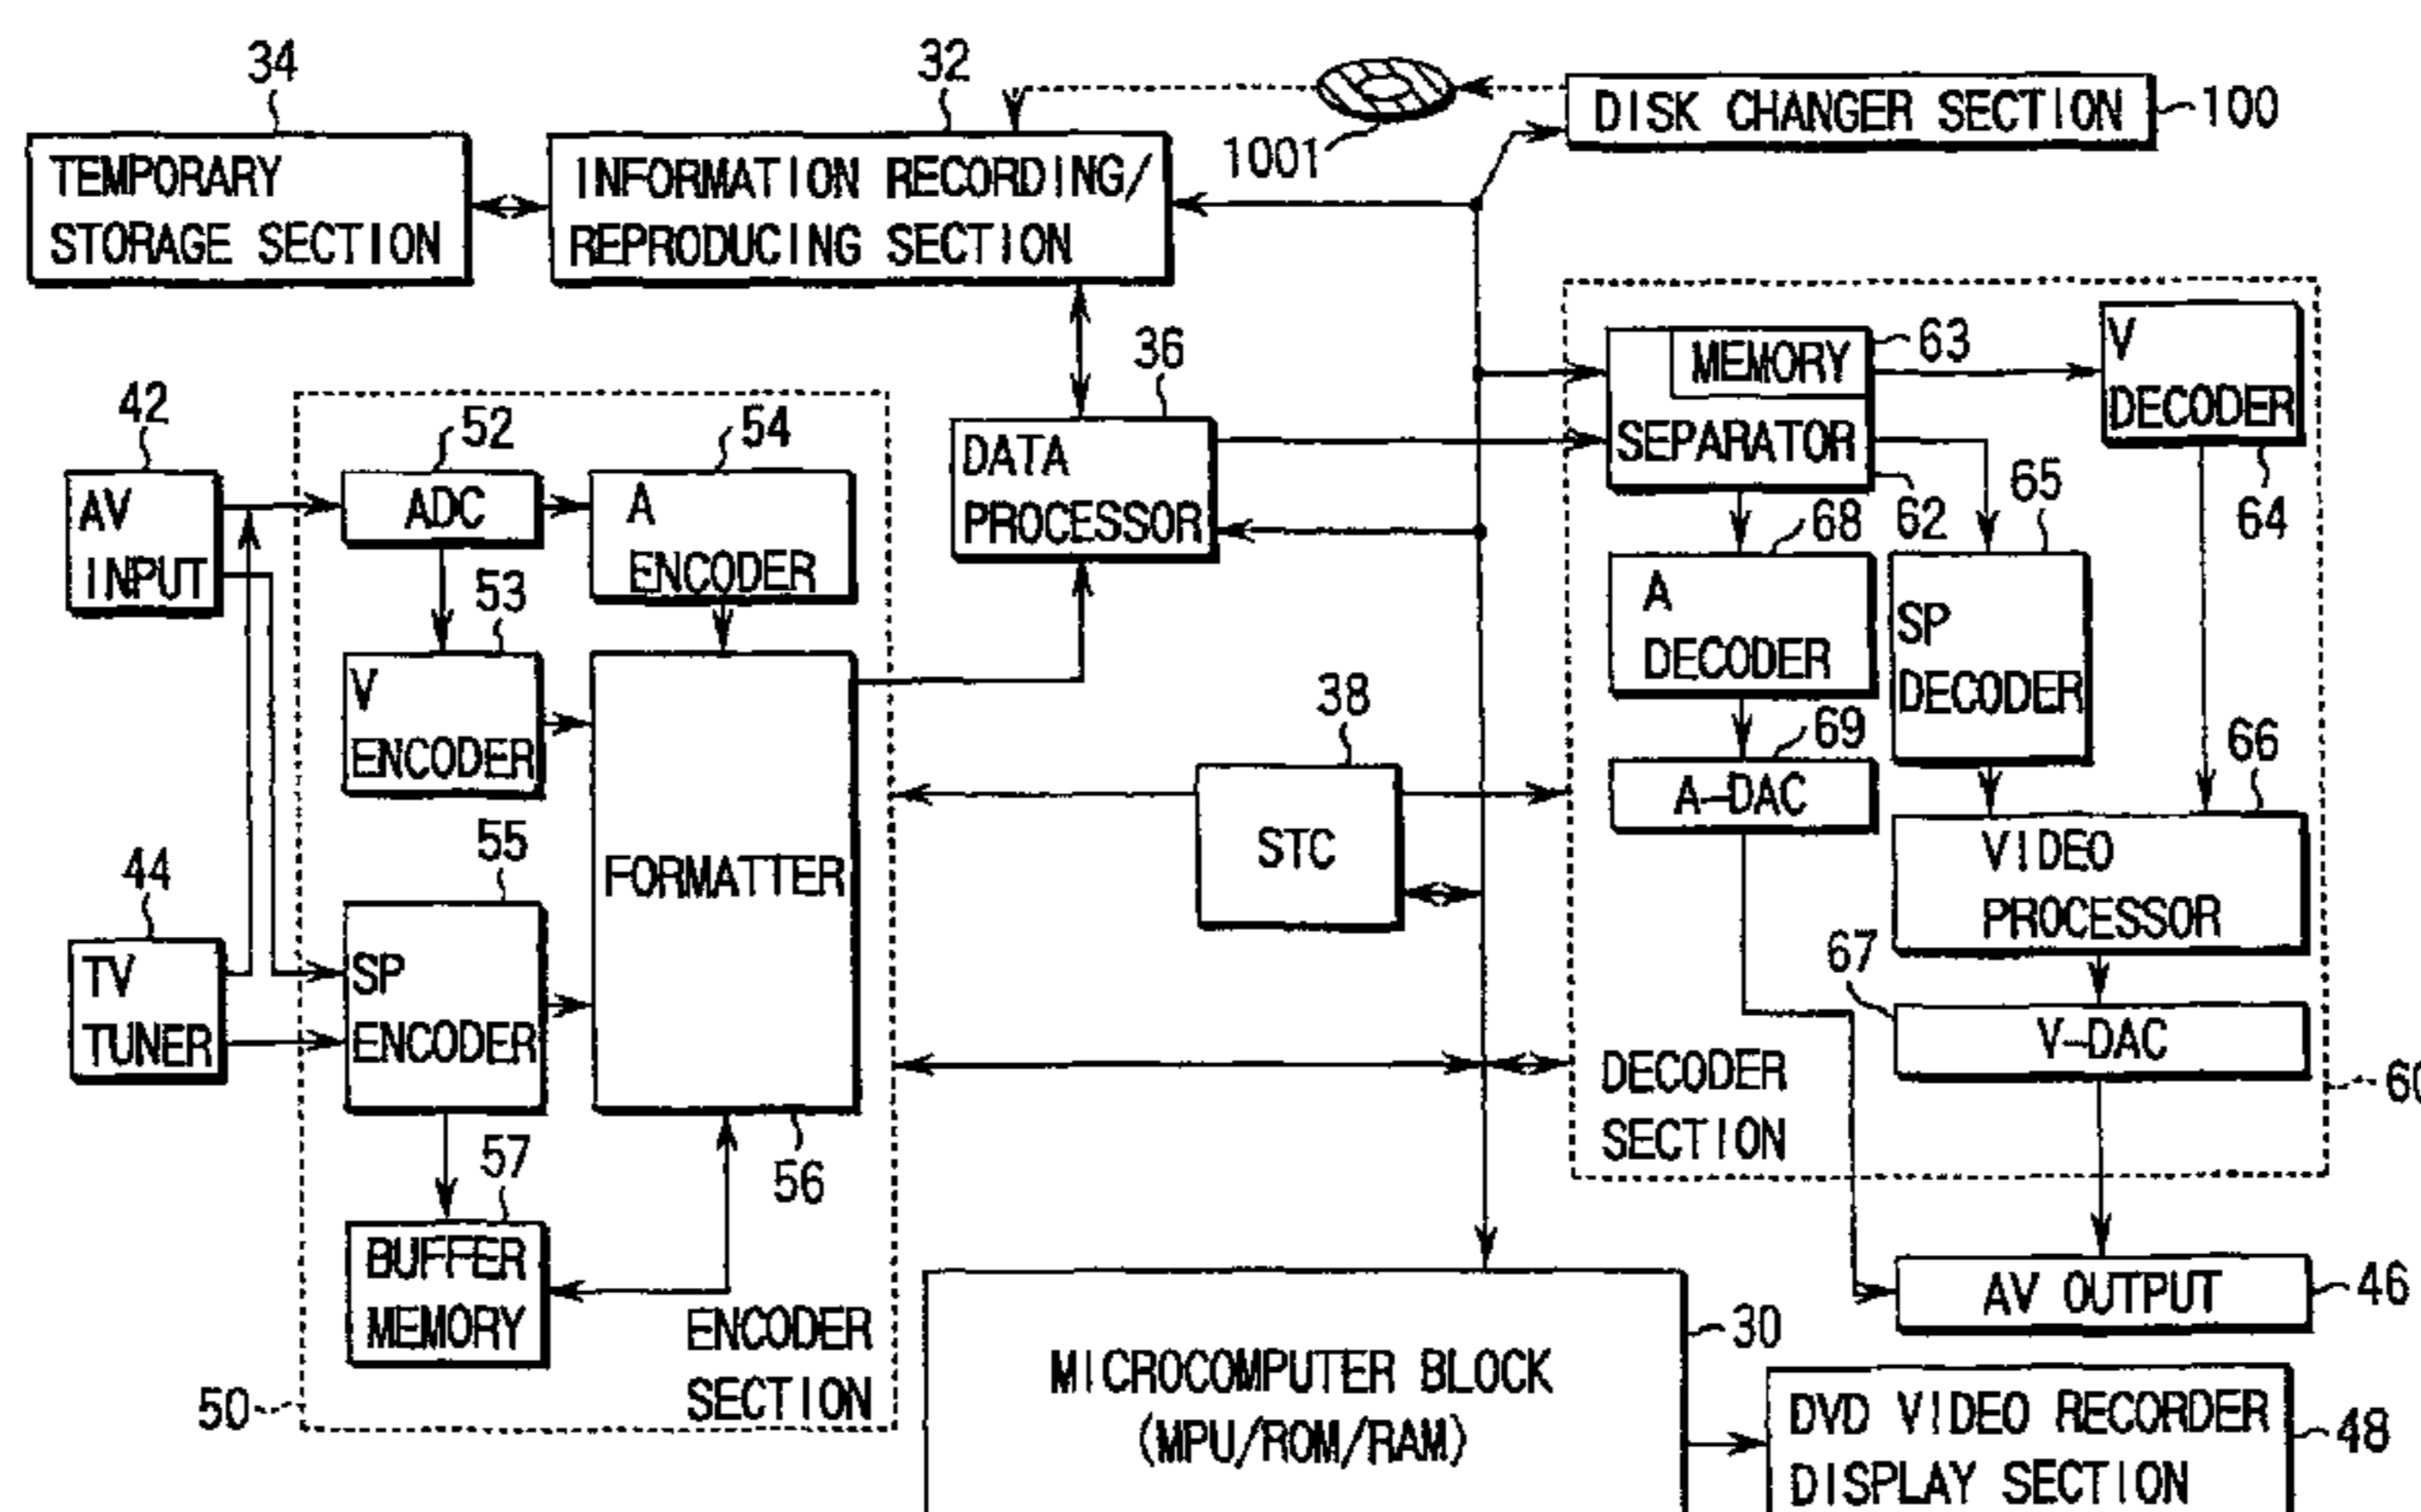 34
32
1001
DISK CHANGER SECTION
100
TEMPORARY
STORAGE SECTION
INFORMATION RECORDING/
REPRODUCING SECTION
42
AV
INPUT
44
TV
TUNER
52
ADC
54
A
ENCODER
53
V
ENCODER
55
SP
ENCODER
FORMATTER
56
57
BUFFER
MEMORY
ENCODER
SECTION
50
36
DATA
PROCESSOR
38
STC
63
MEMORY
SEPARATOR
62
V
DECODER
64
65
SP
DECODER
68
A
DECODER
69
A-DAC
66
VIDEO
PROCESSOR
67
V-DAC
DECODER
SECTION
60
AV OUTPUT
46
MICROCOMPUTER BLOCK
(MPU/ROM/RAM)
30
DVD VIDEO RECORDER
DISPLAY SECTION
48